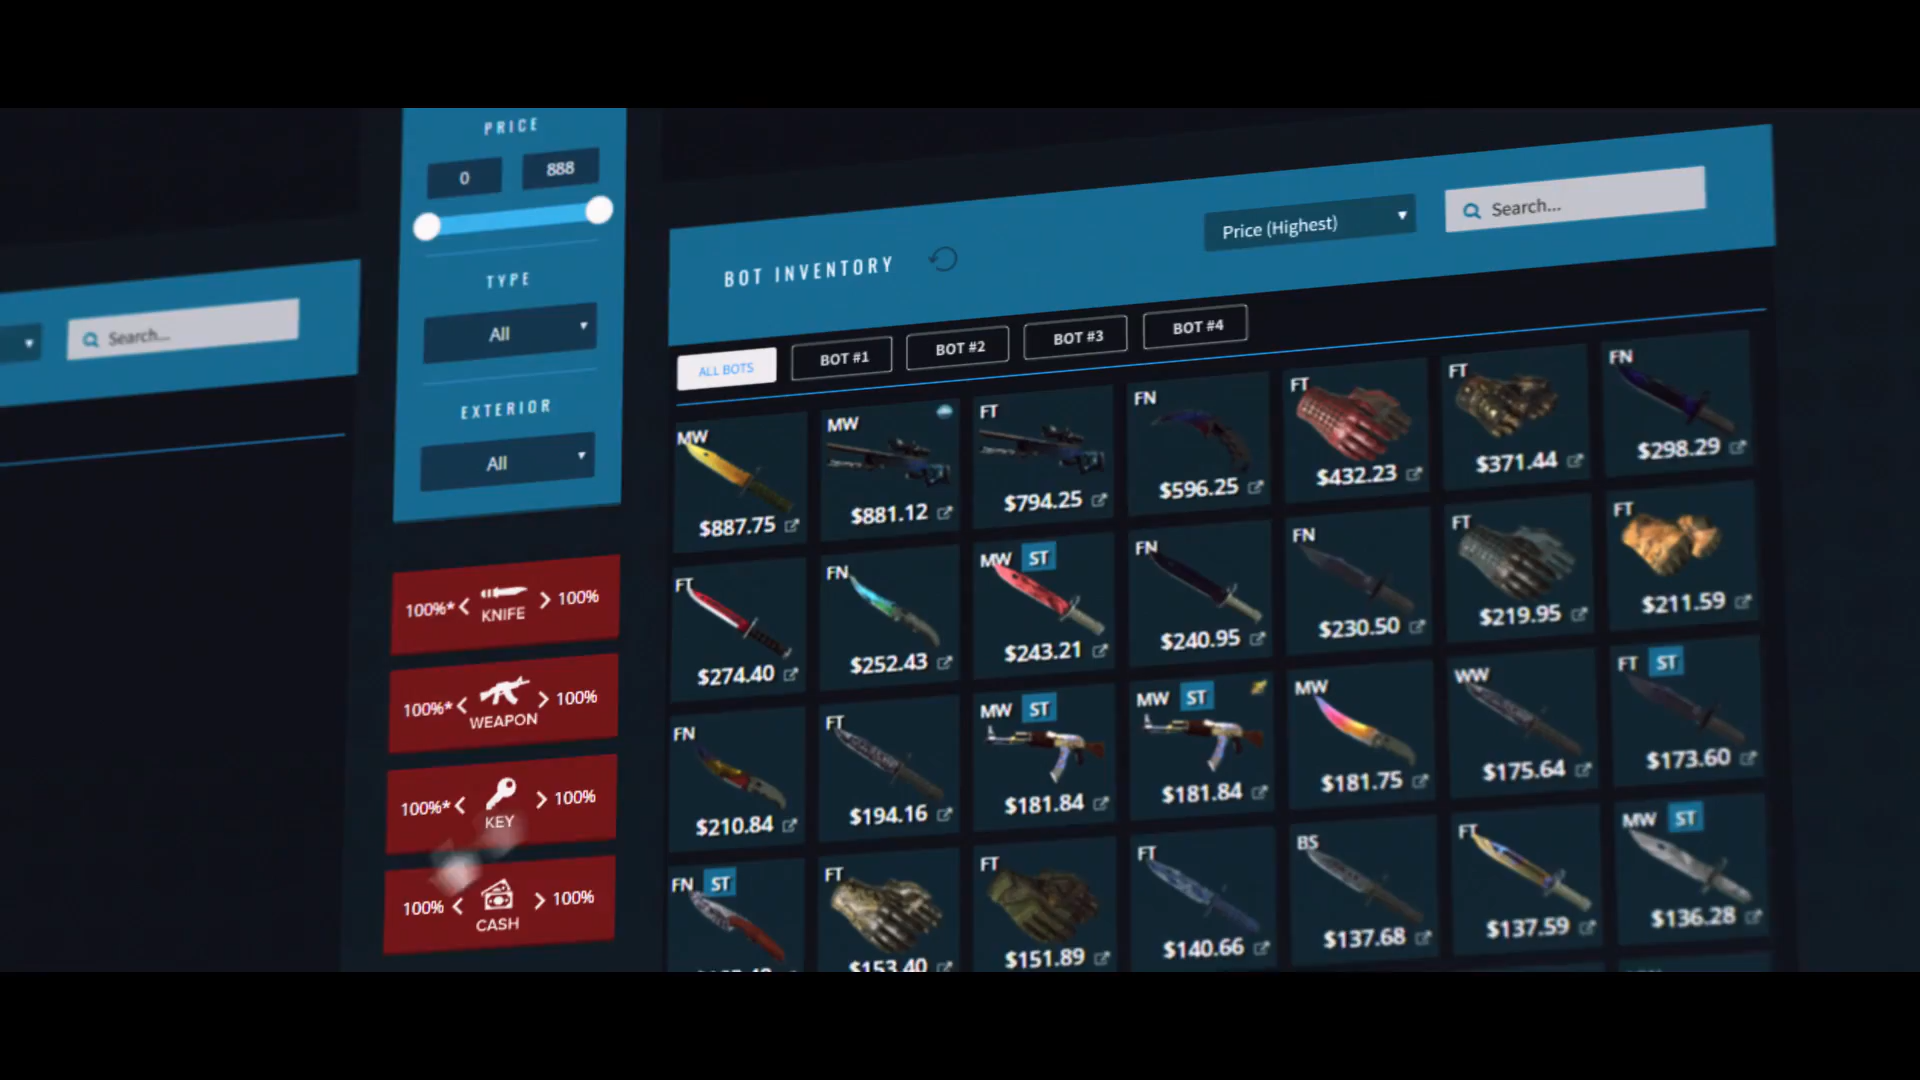 PRICE
0 888
TYPE
All
EXTERIOR
All
100%* KNIFE 100%
100%* WEAPON 100%
100%* KEY 100%
100% CASH 100%
Search...
BOT INVENTORY
Price (Highest)
Search...
ALL BOTS BOT #1 BOT #2 BOT #3 BOT #4
MW MW FT FN FT FT FN
$887.75 $881.12 $794.25 $596.25 $432.23 $371.44 $298.29
FT FN MW ST FN FN FT FT
$274.40 $252.43 $243.21 $240.95 $230.50 $219.95 $211.59
FN FT MW ST MW ST MW WW FT ST
$210.84 $194.16 $181.84 $181.84 $181.75 $175.64 $173.60
FN ST FT FT FT BS FT MW ST
$153.40 $151.89 $140.66 $137.68 $137.59 $136.28